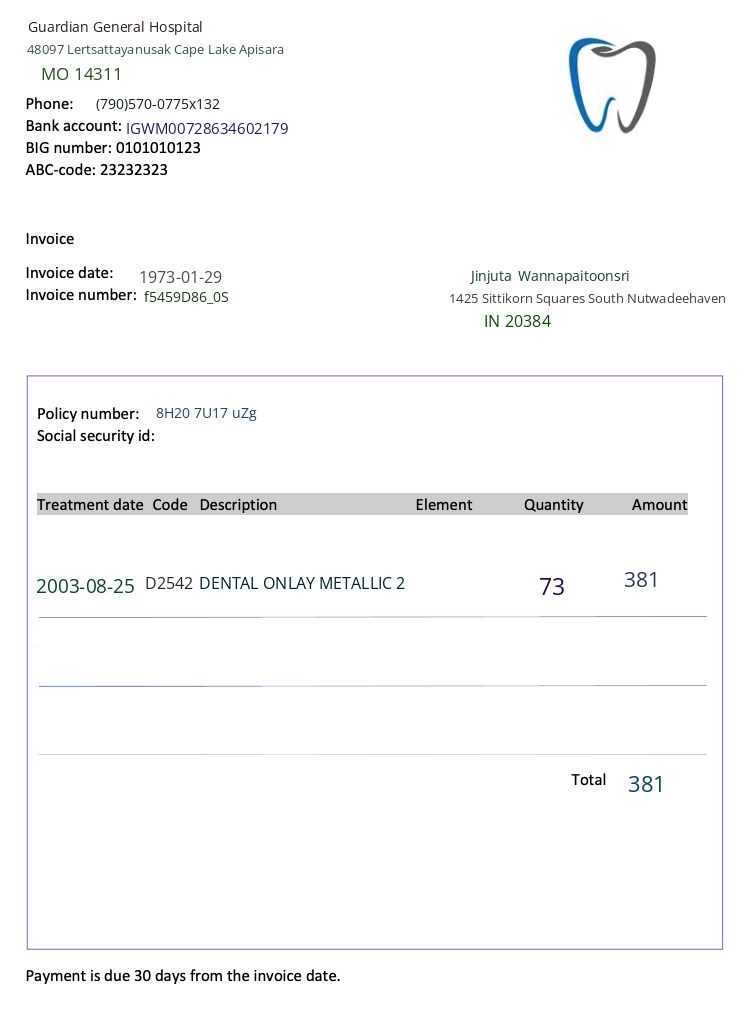 Guardian General Hospital
48097 Lertsattayanusak Cape Lake Apisara
MO 14311
Phone: (790)570-0775x132
Bank account: IGWM00728634602179
BIG number: 0101010123
ABC-code: 23232323
Invoice
Invoice date: 1973-01-29
Invoice number: f5459D86_0S
Jinjuta Wannapaitoonsri
1425 Sittikorn Squares South Nutwadeehaven
IN 20384
Policy number: 8H20 7U17 uZg
Social security id:
Treatment date Code Description Element Quantity Amount
2003-08-25 D2542 DENTAL ONLAY METALLIC 2 73 381
Total 381
Payment is due 30 days from the invoice date.